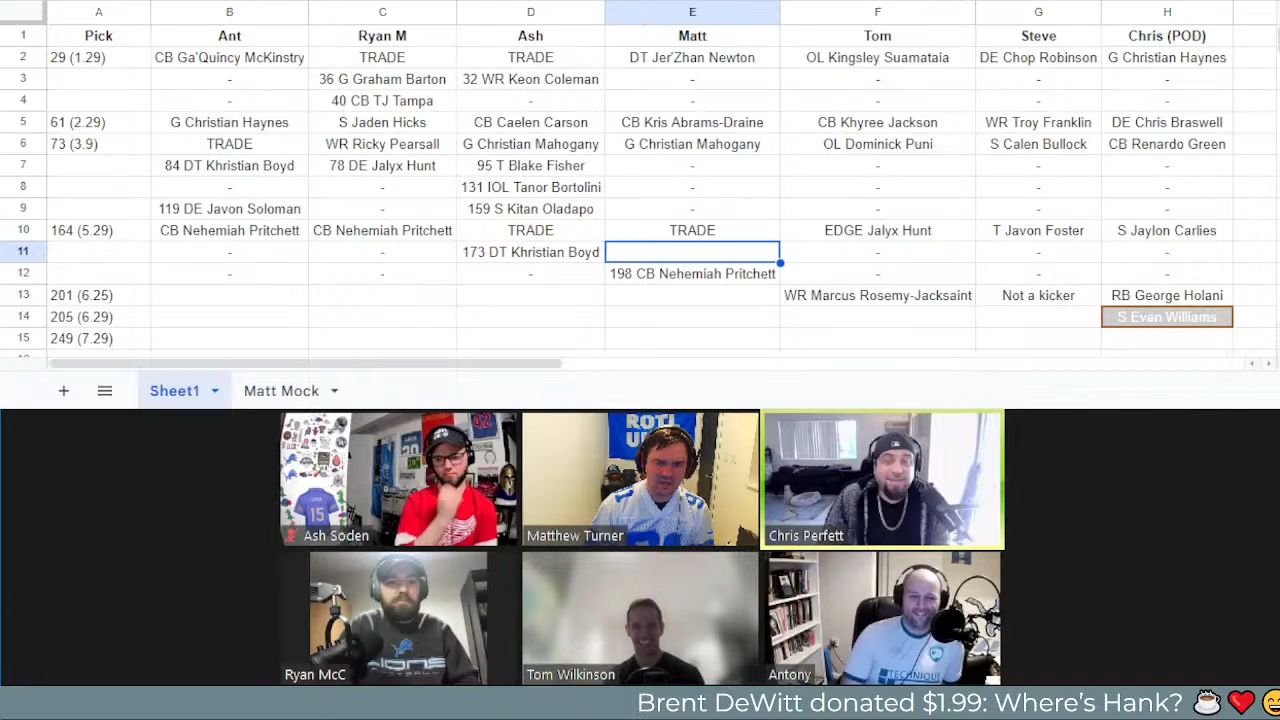 A B C D E F G H
1 Pick Ant Ryan M Ash Matt Tom Steve Chris (POD)
2 29 (1.29) CB Ga'Quincy McKinstry TRADE TRADE DT Jer'Zhan Newton OL Kingsley Suamataia DE Chop Robinson G Christian Haynes
3 - 36 G Graham Barton 32 WR Keon Coleman - - - -
4 - 40 CB TJ Tampa - - - - -
5 61 (2.29) G Christian Haynes S Jaden Hicks CB Caelen Carson CB Kris Abrams-Draine CB Khyree Jackson WR Troy Franklin DE Chris Braswell
6 73 (3.9) TRADE WR Ricky Pearsall G Christian Mahogany G Christian Mahogany OL Dominick Puni S Calen Bullock CB Renardo Green
7 84 DT Khristian Boyd 78 DE Jalyx Hunt 95 T Blake Fisher - - - -
8 - - 131 IOL Tanor Bortolini - - - -
9 119 DE Javon Soloman - 159 S Kitan Oladapo - - - -
10 164 (5.29) CB Nehemiah Pritchett CB Nehemiah Pritchett TRADE TRADE EDGE Jalyx Hunt T Javon Foster S Jaylon Carlies
11 - - 173 DT Khristian Boyd - - -
12 - - - 198 CB Nehemiah Pritchett - - -
13 201 (6.25) WR Marcus Rosemy-Jacksaint Not a kicker RB George Holani
14 205 (6.29) S Evan Williams
15 249 (7.29)
+ Sheet1 Matt Mock
42
ROTL
15
Ash Soden
Matthew Turner
Chris Perfett
Ryan McC
Tom Wilkinson
TECHNIQUE
Antony
Brent DeWitt donated $1.99: Where's Hank? ☕❤️😄